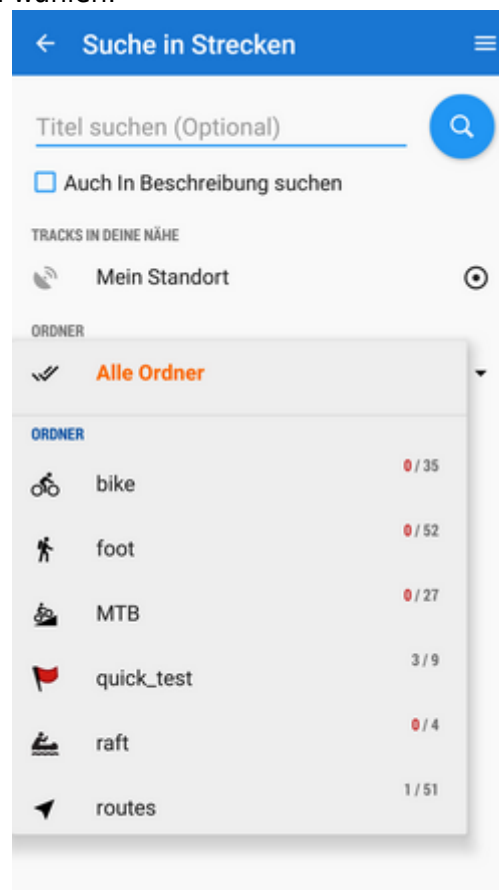 wählen.
Suche in Strecken
Titel suchen (Optional)
Auch In Beschreibung suchen
TRACKS IN DEINE NÄHE
Mein Standort
ORDNER
Alle Ordner
ORDNER
bike 0 / 35
foot 0 / 52
MTB 0 / 27
quick_test 3 / 9
raft 0 / 4
routes 1 / 51